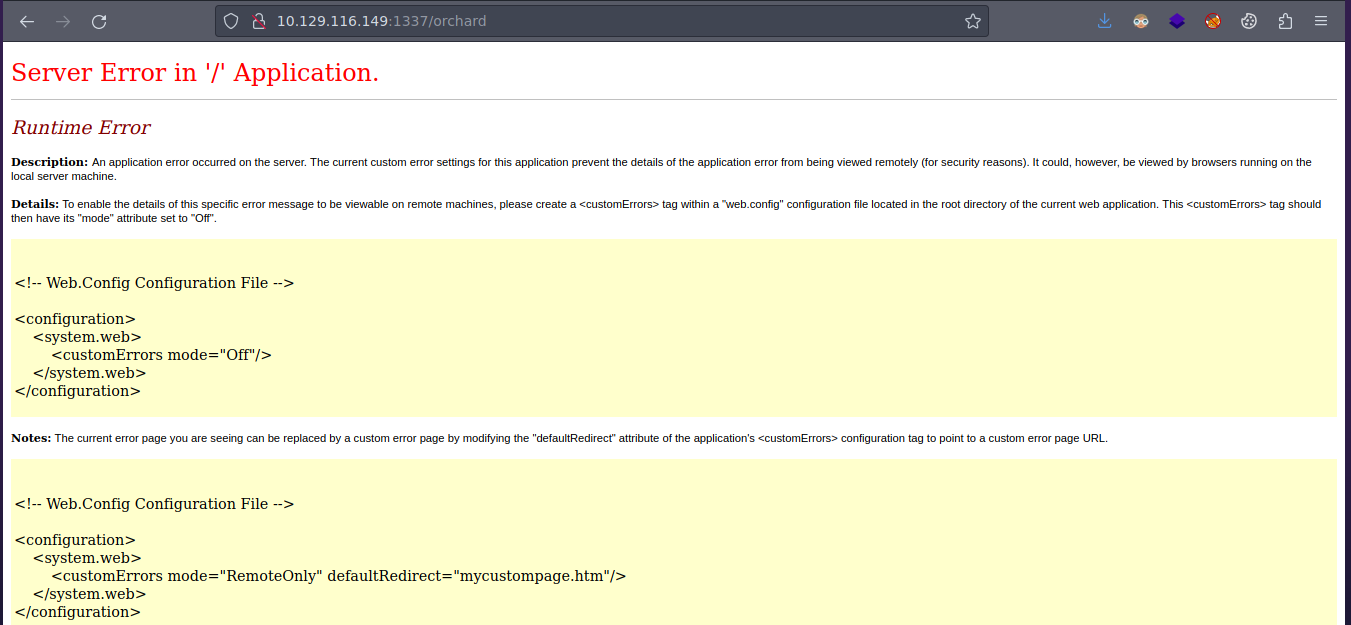 10.129.116.149:1337/orchard
Server Error in '/' Application.
Runtime Error
Description: An application error occurred on the server. The current custom error settings for this application prevent the details of the application error from being viewed remotely (for security reasons). It could, however, be viewed by browsers running on the
local server machine.
Details: To enable the details of this specific error message to be viewable on remote machines, please create a <customErrors> tag within a "web.config" configuration file located in the root directory of the current web application. This <customErrors> tag should
then have its "mode" attribute set to "Off".
<!-- Web.Config Configuration File -->
<configuration>
<system.web>
<customErrors mode="Off"/>
</system.web>
</configuration>
Notes: The current error page you are seeing can be replaced by a custom error page by modifying the "defaultRedirect" attribute of the application's <customErrors> configuration tag to point to a custom error page URL.
<!-- Web.Config Configuration File -->
<configuration>
<system.web>
<customErrors mode="RemoteOnly" defaultRedirect="mycustompage.htm"/>
</system.web>
</configuration>